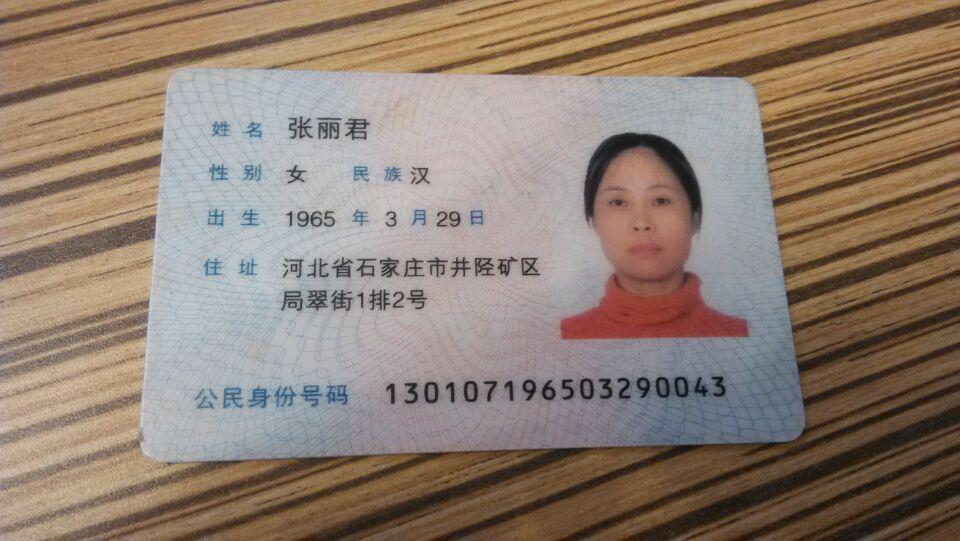 姓名 张丽君
性别 女 民族 汉
出生 1965 年 3 月 29 日
住址 河北省石家庄市井陉矿区
局翠街1排2号
公民身份号码 130107196503290043